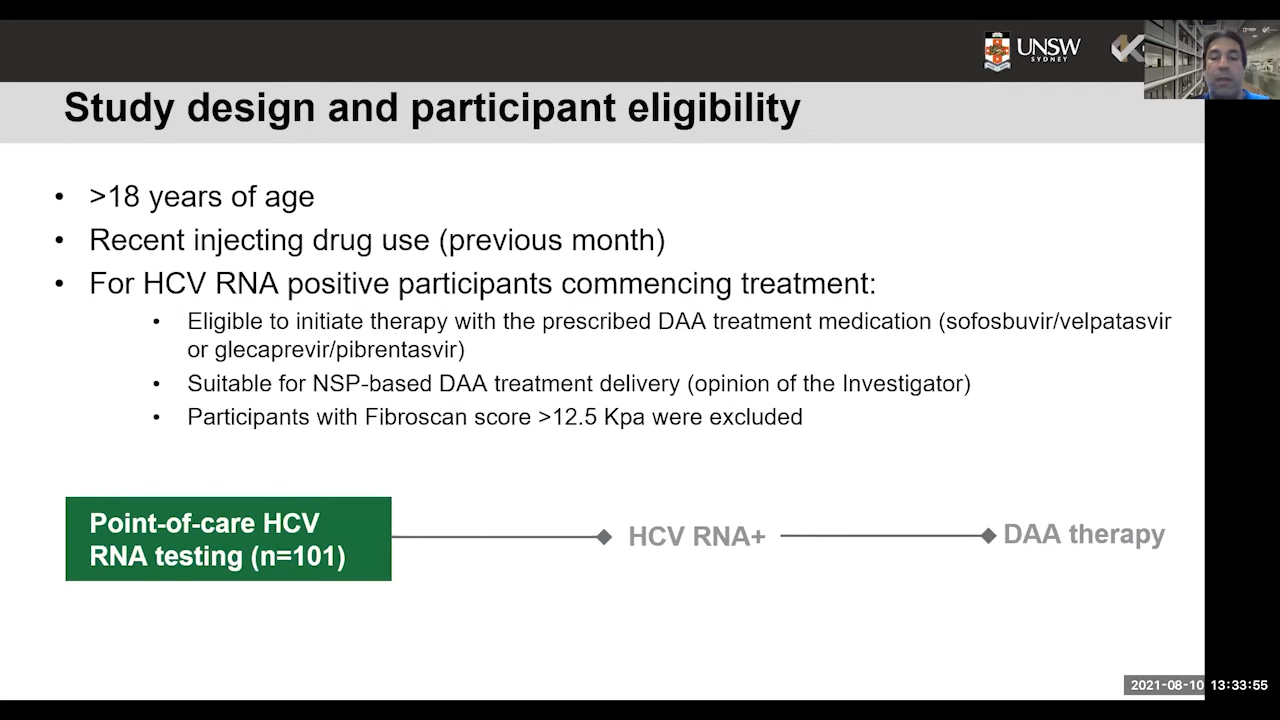 UNSW
SYDNEY
Study design and participant eligibility
• >18 years of age
• Recent injecting drug use (previous month)
• For HCV RNA positive participants commencing treatment:
• Eligible to initiate therapy with the prescribed DAA treatment medication (sofosbuvir/velpatasvir
or glecaprevir/pibrentasvir)
• Suitable for NSP-based DAA treatment delivery (opinion of the Investigator)
• Participants with Fibroscan score >12.5 Kpa were excluded
Point-of-care HCV
RNA testing (n=101)
HCV RNA+
DAA therapy
2021-08-10 13:33:55